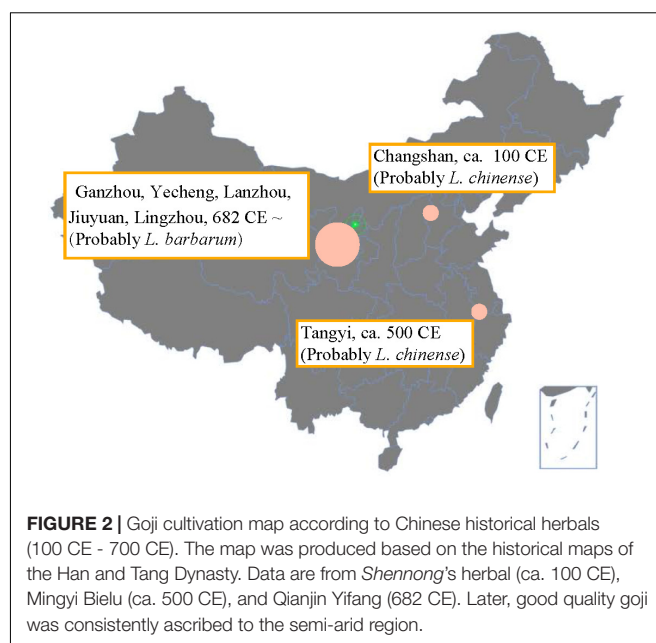 Changshan, ca. 100 CE
(Probably L. chinense)
Ganzhou, Yecheng, Lanzhou,
Jiuyuan, Lingzhou, 682 CE ~
(Probably L. barbarum)
Tangyi, ca. 500 CE
(Probably L. chinense)
FIGURE 2 | Goji cultivation map according to Chinese historical herbals
(100 CE - 700 CE). The map was produced based on the historical maps of
the Han and Tang Dynasty. Data are from Shennong's herbal (ca. 100 CE),
Mingyi Bielu (ca. 500 CE), and Qianjin Yifang (682 CE). Later, good quality goji
was consistently ascribed to the semi-arid region.